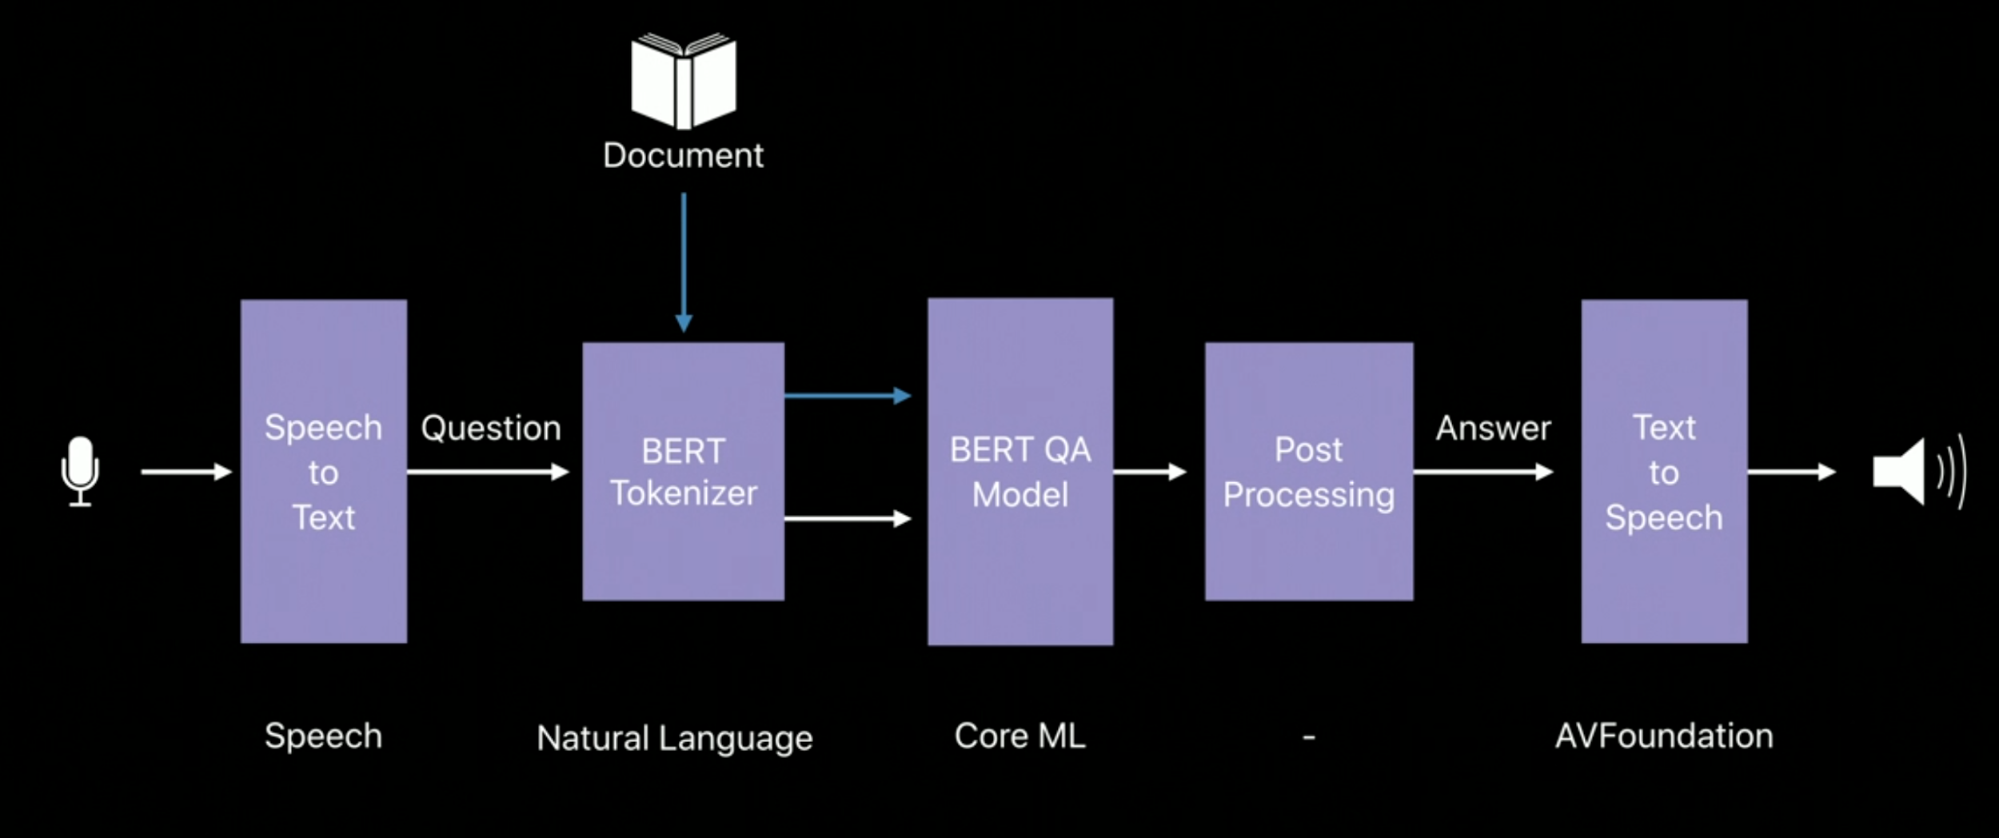 Document
Speech
to
Text
Question
BERT
Tokenizer
BERT QA
Model
Post
Processing
Answer
Text
to
Speech
Speech
Natural Language
Core ML
-
AVFoundation